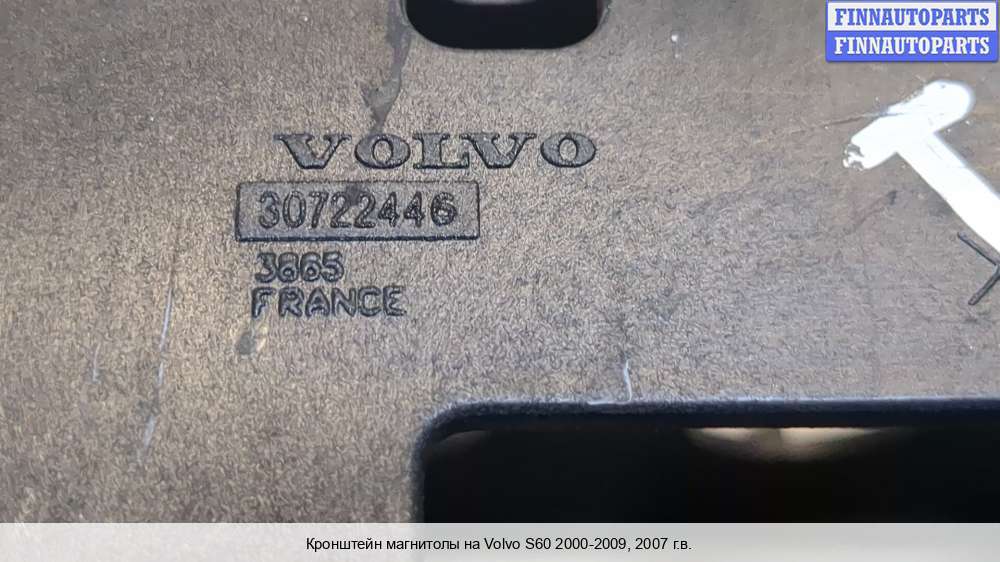 FINNAUTOPARTS
FINNAUTOPARTS
VOLVO
30722446
3865
FRANCE
Кронштейн магнитолы на Volvo S60 2000-2009, 2007 г.в.